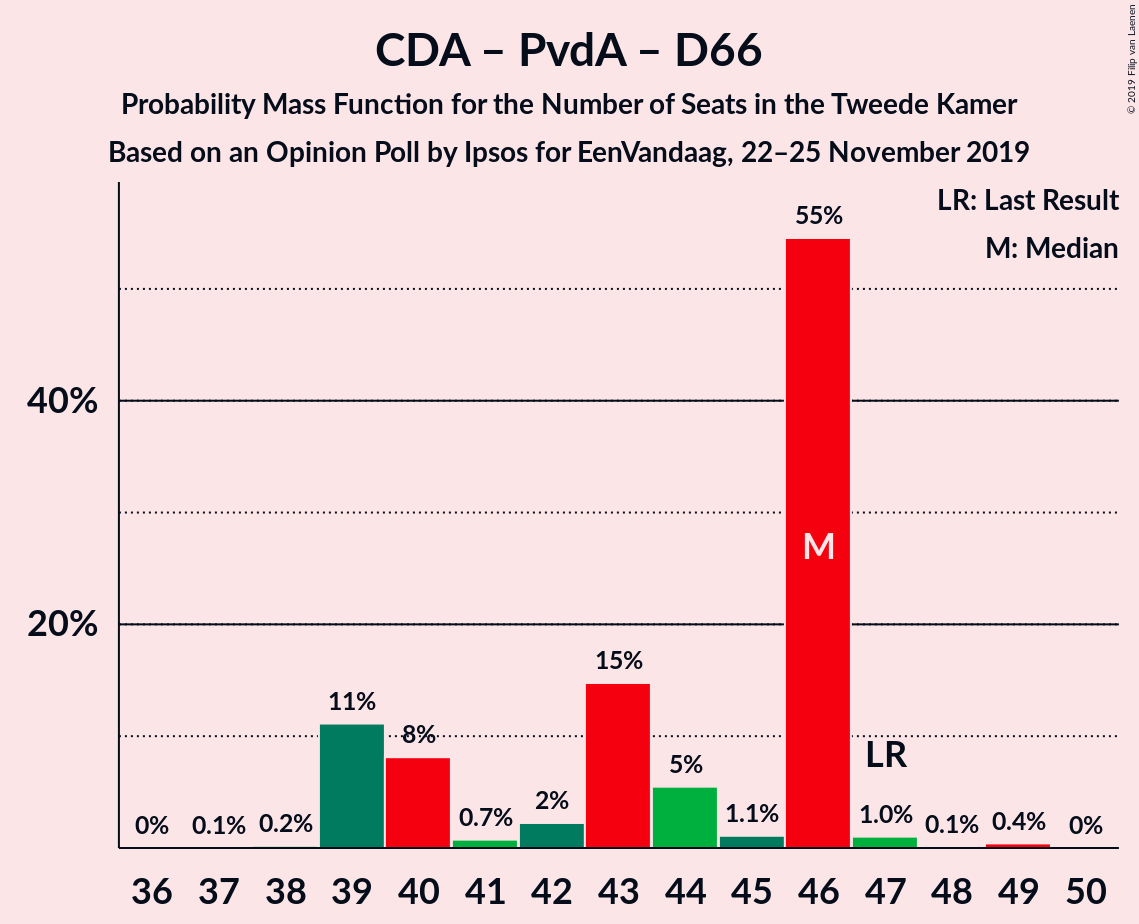 CDA – PvdA – D66
Probability Mass Function for the Number of Seats in the Tweede Kamer
Based on an Opinion Poll by Ipsos for EenVandaag, 22–25 November 2019
© 2019 Filip van Laenen
LR: Last Result
M: Median
55%
40%
M
20%
15%
11%
8%
LR
5%
2%
1.1%
1.0%
0.7%
0.4%
0%
0.1%
0.2%
0.1%
0%
36 37 38 39 40 41 42 43 44 45 46 47 48 49 50